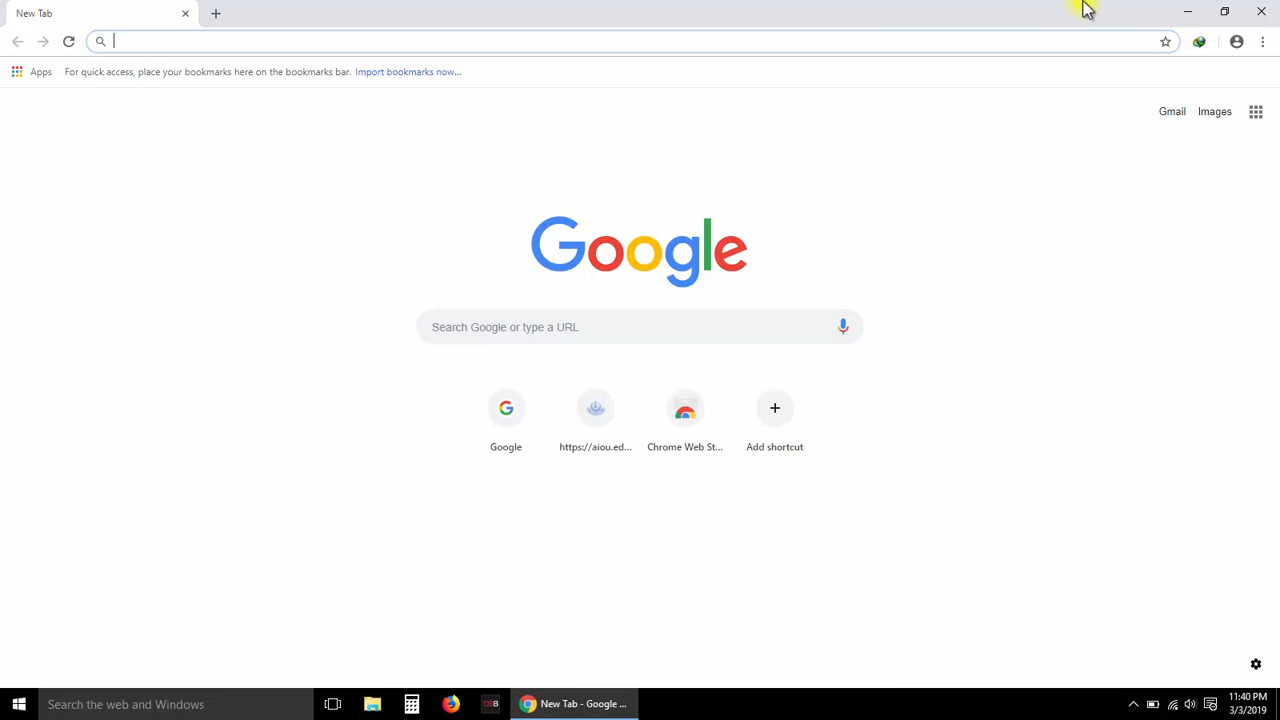 New Tab
Apps For quick access, place your bookmarks here on the bookmarks bar. Import bookmarks now...
Gmail Images
Google
Search Google or type a URL
Google https://aiou.ed... Chrome Web St... Add shortcut
Search the web and Windows
OSB
New Tab - Google ...
11:40 PM
3/3/2019